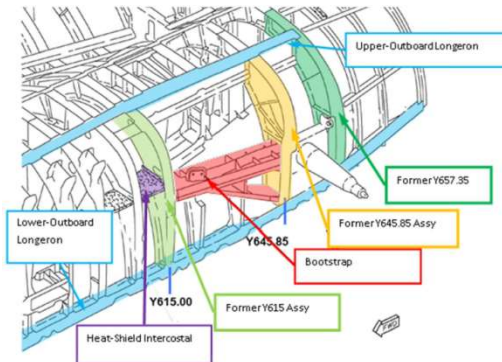 Upper-Outboard Longeron
Former Y657.35
Former Y645.85 Assy
Lower-Outboard
Longeron
Y645.85
Bootstrap
Y615.00
Former Y615 Assy
FWD
Heat-Shield Intercostal